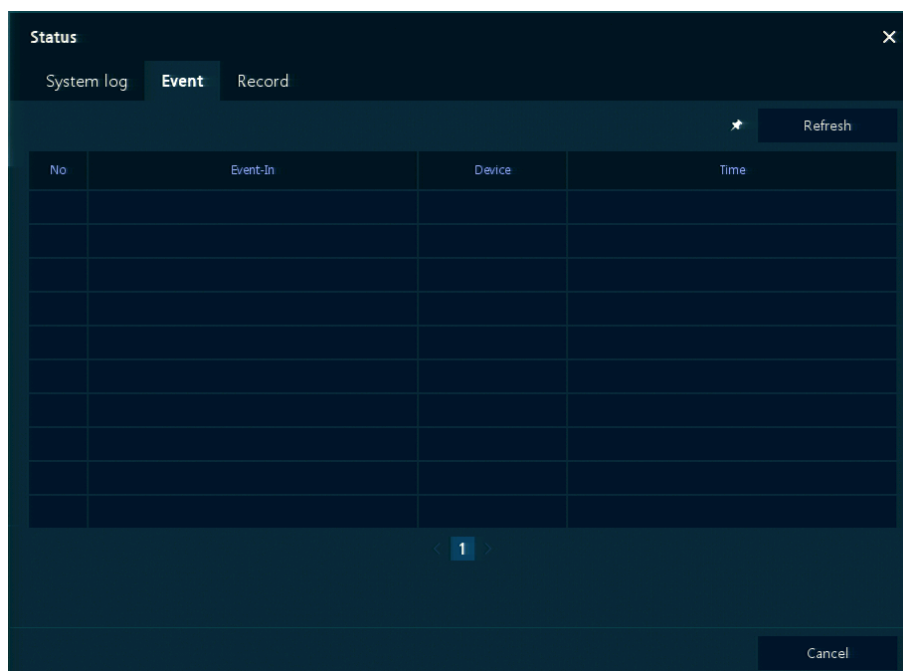 Status
System log Event Record
Refresh
No Event-In Device Time
1
Cancel